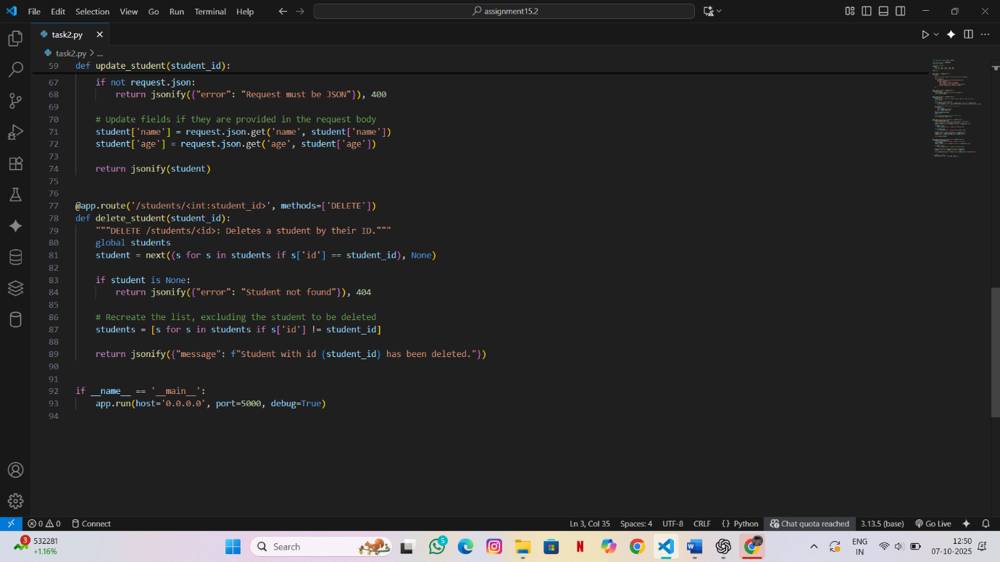 File Edit Selection View Go Run Terminal Help
assignment15.2
task2.py
task2.py > ...
59 def update_student(student_id):
67 if not request.json:
68 return jsonify({"error": "Request must be JSON"}), 400
69
70 # Update fields if they are provided in the request body
71 student['name'] = request.json.get('name', student['name'])
72 student['age'] = request.json.get('age', student['age'])
73
74 return jsonify(student)
75
76
77 @app.route('/students/<int:student_id>', methods=['DELETE'])
78 def delete_student(student_id):
79 """DELETE /students/<id>: Deletes a student by their ID."""
80 global students
81 student = next((s for s in students if s['id'] == student_id), None)
82
83 if student is None:
84 return jsonify({"error": "Student not found"}), 404
85
86 # Recreate the list, excluding the student to be deleted
87 students = [s for s in students if s['id'] != student_id]
88
89 return jsonify({"message": f"Student with id {student_id} has been deleted."})
90
91
92 if __name__ == '__main__':
93 app.run(host='0.0.0.0', port=5000, debug=True)
94
0 0 Connect Ln 3, Col 35 Spaces: 4 UTF-8 CRLF {} Python Chat quota reached 3.13.5 (base) Go Live
3 532281
+1.16%
Search
5
N
ENG
IN
12:50
07-10-2025